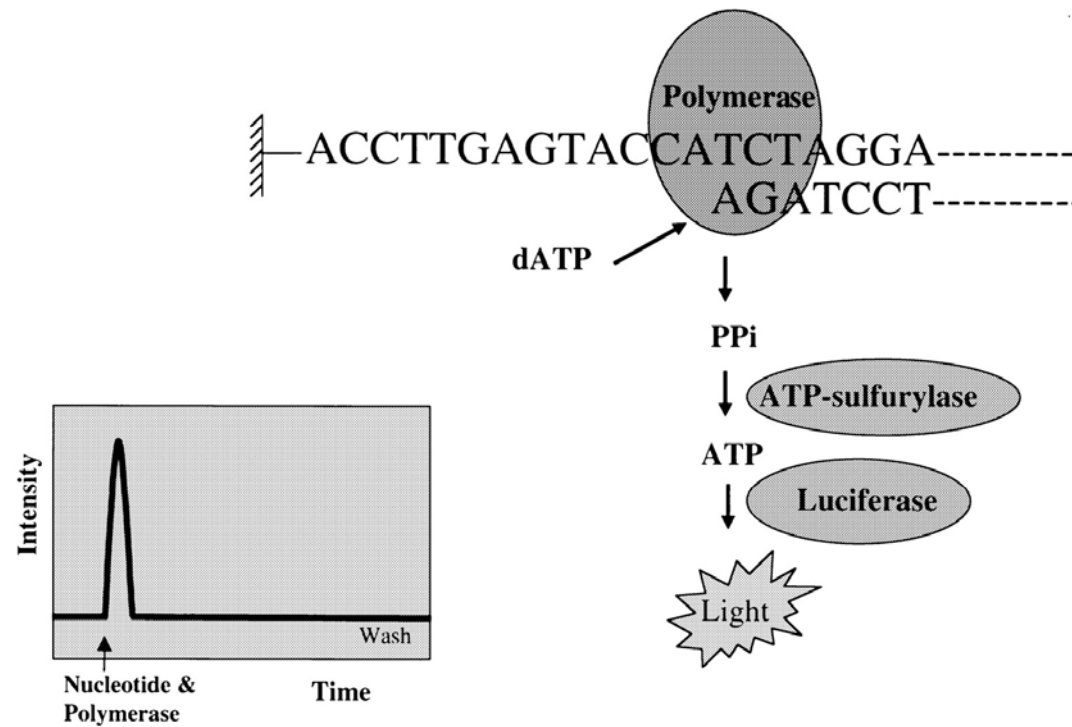 Polymerase
ACCTTGAGTACCATCTAGGA
AGATCCT
dATP
PPi
ATP-sulfurylase
ATP
Luciferase
Light
Intensity
Wash
Nucleotide &
Polymerase
Time